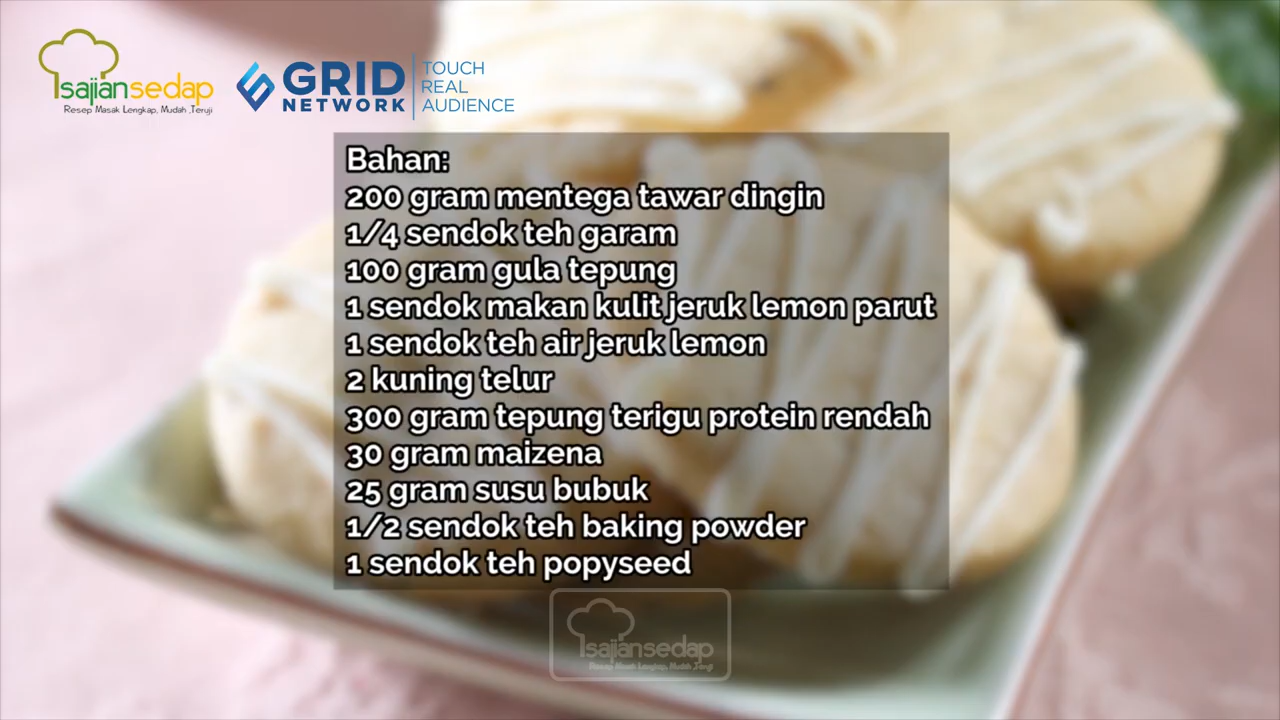 sajiansedap
Resep Masak Lengkap, Mudah ,Teruji
GRID
NETWORK
TOUCH
REAL
AUDIENCE
Bahan:
200 gram mentega tawar dingin
1/4 sendok teh garam
100 gram gula tepung
1 sendok makan kulit jeruk lemon parut
1 sendok teh air jeruk lemon
2 kuning telur
300 gram tepung terigu protein rendah
30 gram maizena
25 gram susu bubuk
1/2 sendok teh baking powder
1 sendok teh popyseed
sajiansedap
Resep Masak Lengkap, Mudah ,Teruji